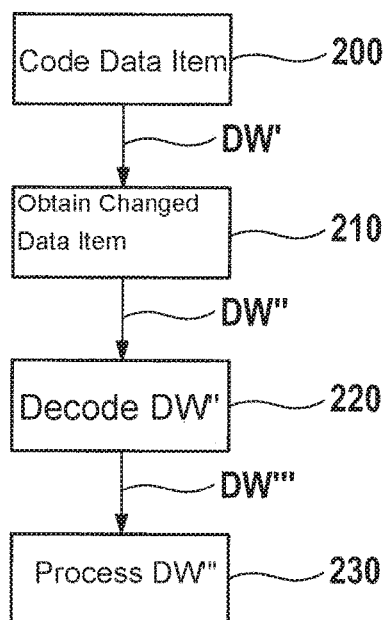 Code Data Item
200
DW'
Obtain Changed
Data Item
210
DW"
Decode DW"
220
DW'"
Process DW"
230